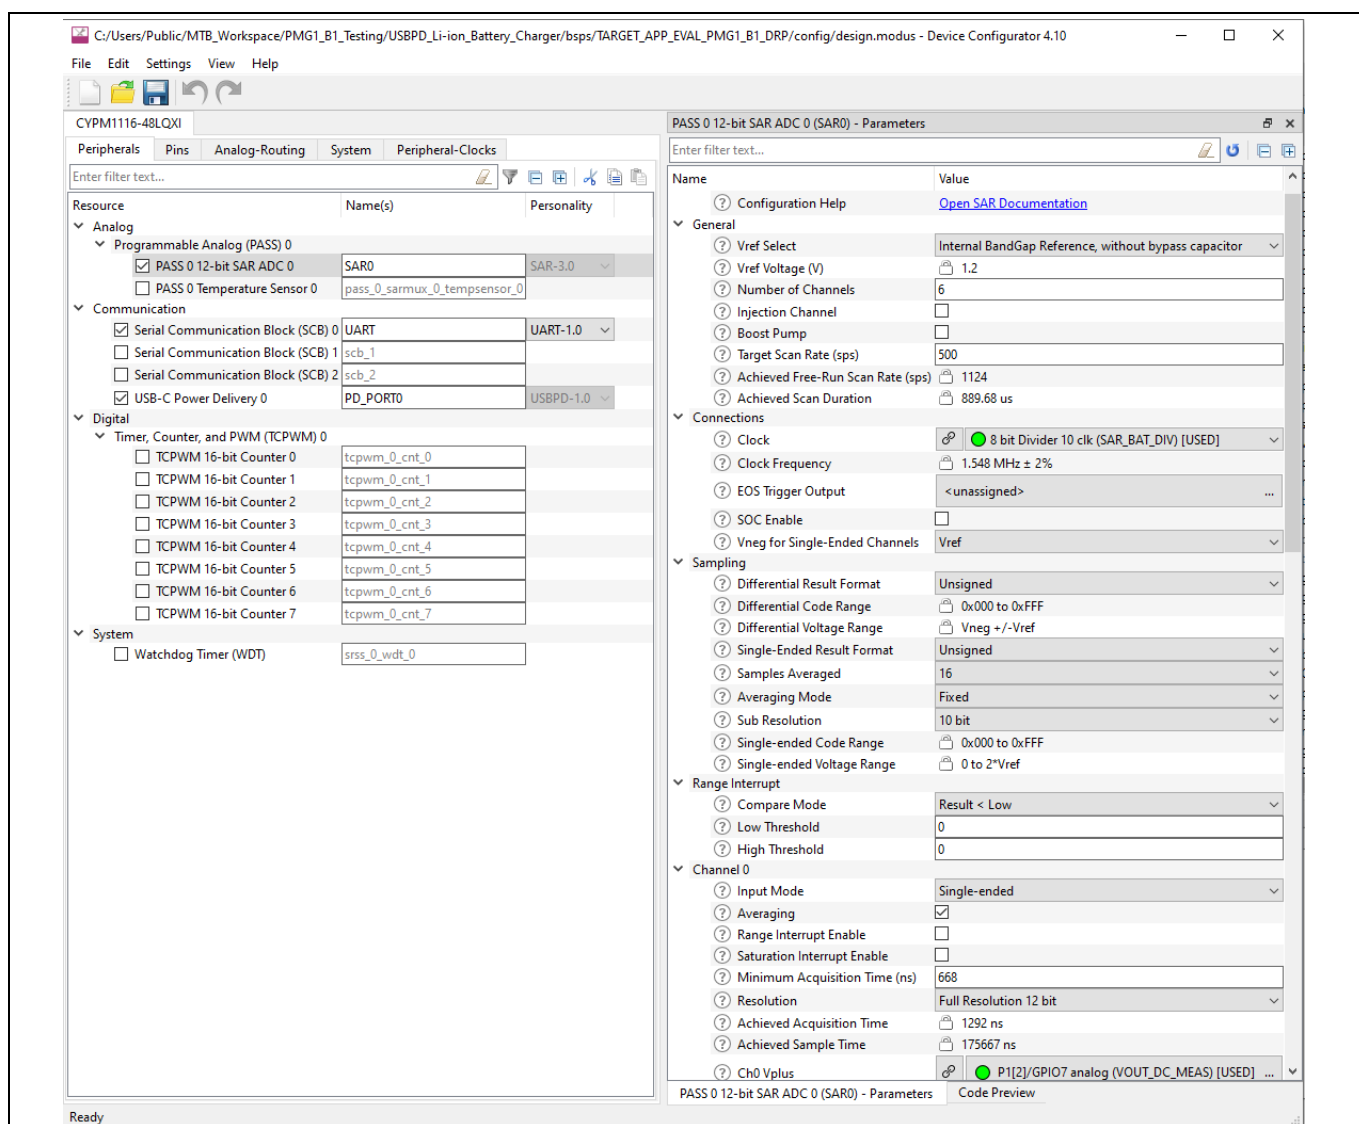 C:/Users/Public/MTB_Workspace/PMG1_B1_Testing/USBPD_Li-ion_Battery_Charger/bsps/TARGET_APP_EVAL_PMG1_B1_DRP/config/design.modus - Device Configurator 4.10
File Edit Settings View Help
CYPM1116-48LQXI
Peripherals Pins Analog-Routing System Peripheral-Clocks
Enter filter text...
Resource Name(s) Personality
Analog
Programmable Analog (PASS) 0
PASS 0 12-bit SAR ADC 0 SAR0 SAR-3.0
PASS 0 Temperature Sensor 0 pass_0_sarmux_0_tempsensor_0
Communication
Serial Communication Block (SCB) 0 UART UART-1.0
Serial Communication Block (SCB) 1 scb_1
Serial Communication Block (SCB) 2 scb_2
USB-C Power Delivery 0 PD_PORT0 USBPD-1.0
Digital
Timer, Counter, and PWM (TCPWM) 0
TCPWM 16-bit Counter 0 tcpwm_0_cnt_0
TCPWM 16-bit Counter 1 tcpwm_0_cnt_1
TCPWM 16-bit Counter 2 tcpwm_0_cnt_2
TCPWM 16-bit Counter 3 tcpwm_0_cnt_3
TCPWM 16-bit Counter 4 tcpwm_0_cnt_4
TCPWM 16-bit Counter 5 tcpwm_0_cnt_5
TCPWM 16-bit Counter 6 tcpwm_0_cnt_6
TCPWM 16-bit Counter 7 tcpwm_0_cnt_7
System
Watchdog Timer (WDT) srss_0_wdt_0
PASS 0 12-bit SAR ADC 0 (SAR0) - Parameters
Enter filter text...
Name Value
Configuration Help Open SAR Documentation
General
Vref Select Internal BandGap Reference, without bypass capacitor
Vref Voltage (V) 1.2
Number of Channels 6
Injection Channel
Boost Pump
Target Scan Rate (sps) 500
Achieved Free-Run Scan Rate (sps) 1124
Achieved Scan Duration 889.68 us
Connections
Clock 8 bit Divider 10 clk (SAR_BAT_DIV) [USED]
Clock Frequency 1.548 MHz ± 2%
EOS Trigger Output <unassigned> ...
SOC Enable
Vneg for Single-Ended Channels Vref
Sampling
Differential Result Format Unsigned
Differential Code Range 0x000 to 0xFFF
Differential Voltage Range Vneg +/-Vref
Single-Ended Result Format Unsigned
Samples Averaged 16
Averaging Mode Fixed
Sub Resolution 10 bit
Single-ended Code Range 0x000 to 0xFFF
Single-ended Voltage Range 0 to 2*Vref
Range Interrupt
Compare Mode Result < Low
Low Threshold 0
High Threshold 0
Channel 0
Input Mode Single-ended
Averaging
Range Interrupt Enable
Saturation Interrupt Enable
Minimum Acquisition Time (ns) 668
Resolution Full Resolution 12 bit
Achieved Acquisition Time 1292 ns
Achieved Sample Time 175667 ns
Ch0 Vplus P1[2]/GPIO7 analog (VOUT_DC_MEAS) [USED] ...
PASS 0 12-bit SAR ADC 0 (SAR0) - Parameters Code Preview
Ready